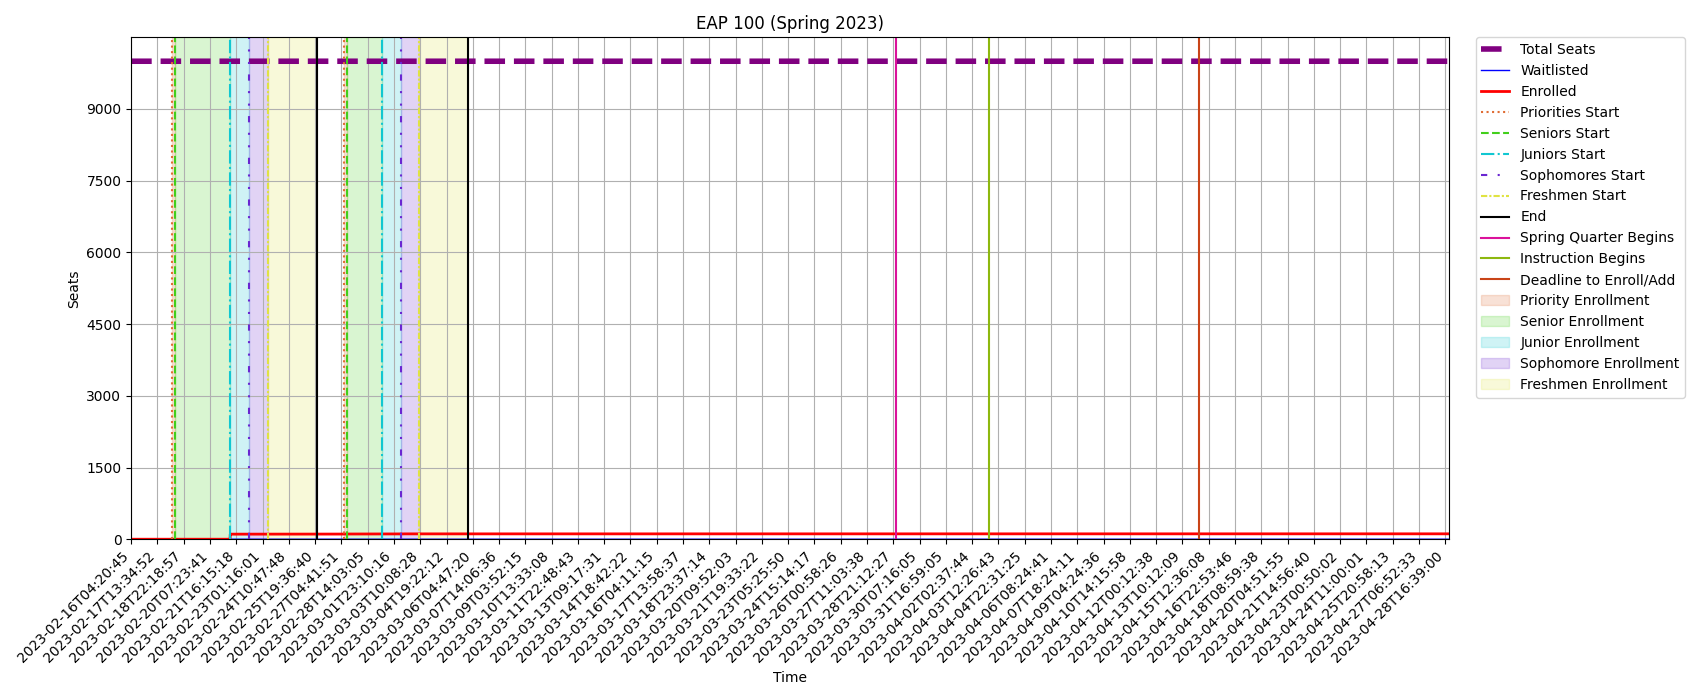 EAP 100 (Spring 2023)
Total Seats
Waitlisted
Enrolled
Priorities Start
Seniors Start
Juniors Start
Sophomores Start
Freshmen Start
End
Spring Quarter Begins
Instruction Begins
Deadline to Enroll/Add
Priority Enrollment
Senior Enrollment
Junior Enrollment
Sophomore Enrollment
Freshmen Enrollment
Seats
9000
7500
6000
4500
3000
1500
0
2023-02-16T04:20:45
2023-02-17T13:34:52
2023-02-18T22:18:57
2023-02-20T07:23:41
2023-02-21T16:15:18
2023-02-23T01:16:01
2023-02-24T10:47:48
2023-02-25T19:36:40
2023-02-27T04:41:51
2023-02-28T14:03:05
2023-03-01T23:10:16
2023-03-03T10:08:28
2023-03-04T19:22:12
2023-03-06T04:47:20
2023-03-07T14:06:36
2023-03-09T03:52:15
2023-03-10T13:33:08
2023-03-11T22:48:43
2023-03-13T09:17:31
2023-03-14T18:42:22
2023-03-16T04:11:15
2023-03-17T13:58:37
2023-03-18T23:37:14
2023-03-20T09:52:03
2023-03-21T19:33:22
2023-03-23T05:25:50
2023-03-24T15:14:17
2023-03-26T00:58:26
2023-03-27T11:03:38
2023-03-28T21:12:27
2023-03-30T07:16:05
2023-03-31T16:59:05
2023-04-02T02:37:44
2023-04-03T12:26:43
2023-04-04T22:31:25
2023-04-06T08:24:41
2023-04-07T18:24:11
2023-04-09T04:24:36
2023-04-10T14:15:58
2023-04-12T00:12:38
2023-04-13T10:12:09
2023-04-15T12:36:08
2023-04-16T22:53:46
2023-04-18T08:59:38
2023-04-20T04:51:55
2023-04-21T14:56:40
2023-04-23T00:50:02
2023-04-24T11:00:01
2023-04-25T20:58:13
2023-04-27T06:52:33
2023-04-28T16:39:00
Time